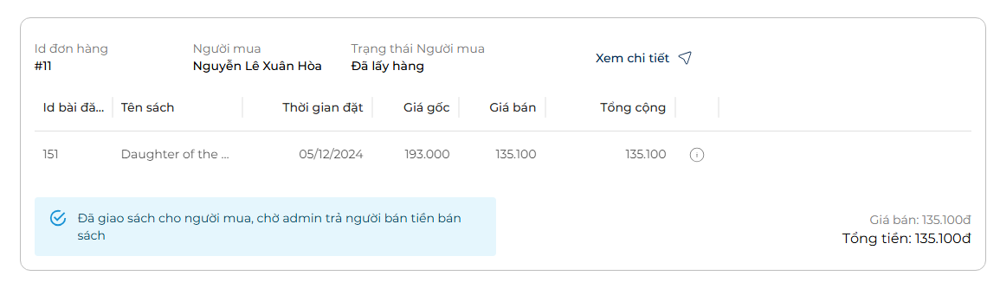 Id đơn hàng Người mua Trạng thái Người mua
#11 Nguyễn Lê Xuân Hòa Đã lấy hàng Xem chi tiết
Id bài đă... Tên sách Thời gian đặt Giá gốc Giá bán Tổng cộng
151 Daughter of the ... 05/12/2024 193.000 135.100 135.100
Đã giao sách cho người mua, chờ admin trả người bán tiền bán
sách
Giá bán: 135.100đ
Tổng tiền: 135.100đ